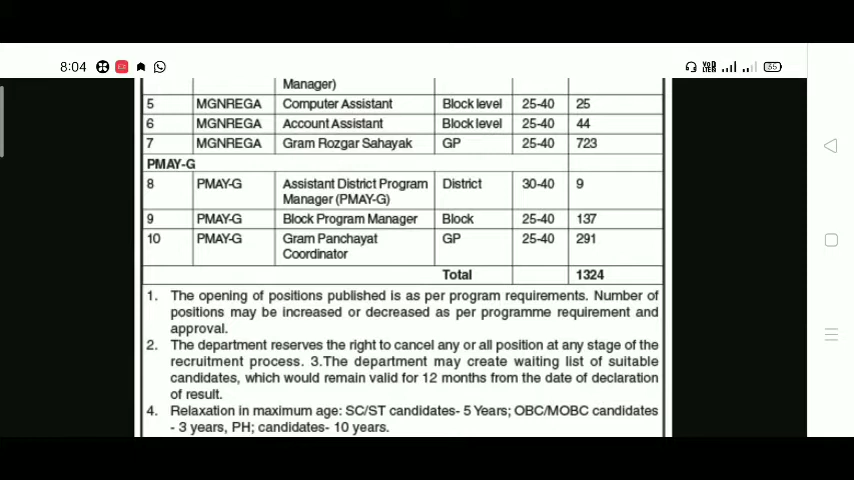 8:04
VoD LTE 35
Manager)
5 MGNREGA Computer Assistant Block level 25-40 25
6 MGNREGA Account Assistant Block level 25-40 44
7 MGNREGA Gram Rozgar Sahayak GP 25-40 723
PMAY-G
8 PMAY-G Assistant District Program District 30-40 9
Manager (PMAY-G)
9 PMAY-G Block Program Manager Block 25-40 137
10 PMAY-G Gram Panchayat GP 25-40 291
Coordinator
Total 1324
1. The opening of positions published is as per program requirements. Number of
positions may be increased or decreased as per programme requirement and
approval.
2. The department reserves the right to cancel any or all position at any stage of the
recruitment process. 3.The department may create waiting list of suitable
candidates, which would remain valid for 12 months from the date of declaration
of result.
4. Relaxation in maximum age: SC/ST candidates- 5 Years; OBC/MOBC candidates
- 3 years, PH; candidates- 10 years.